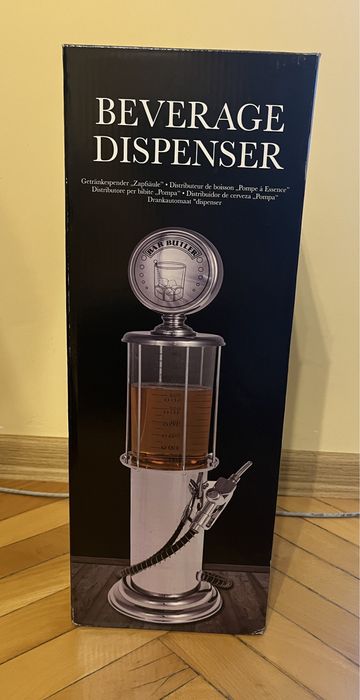 BEVERAGE
DISPENSER
Getränkespender „Zapfsäule" • Distributeur de boisson „Pompe à Essence"
Distributore per bibite „Pompa" • Distribuidor de cerveza „Pompa"
Drankautomaat "dispenser
BAR BUTLER